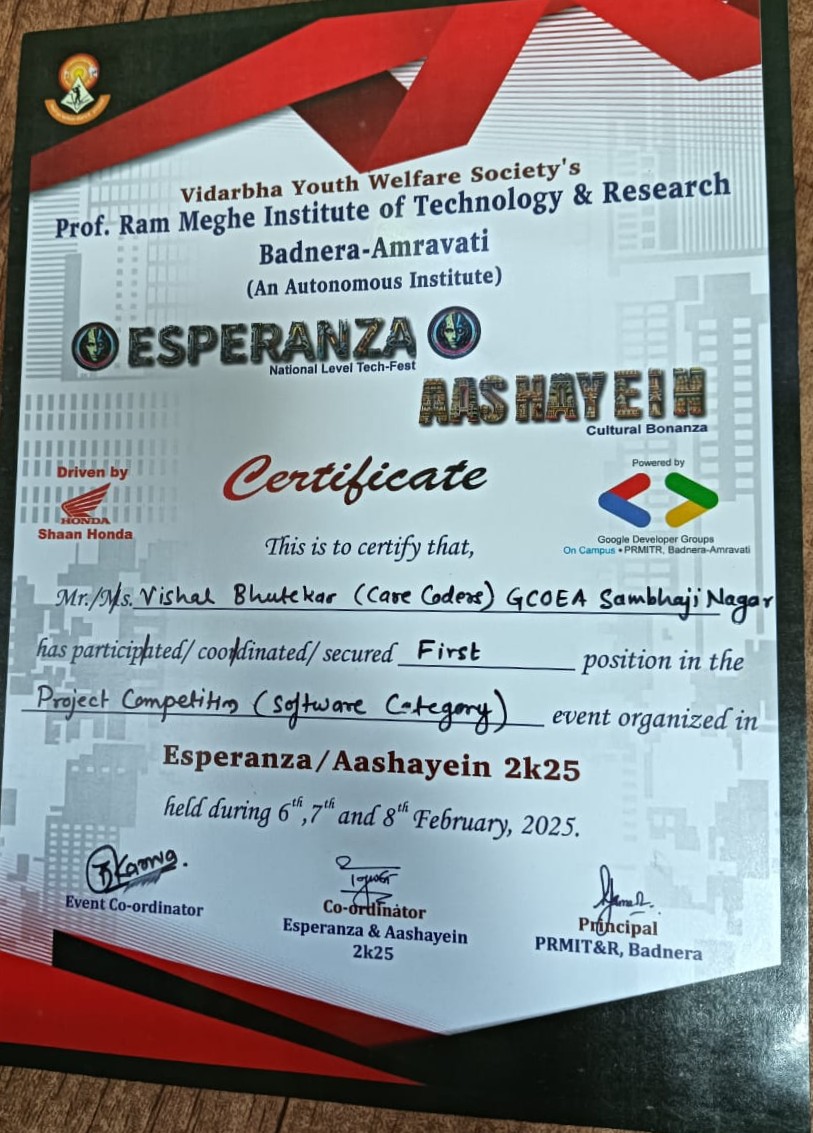 Vidarbha Youth Welfare Society's
Prof. Ram Meghe Institute of Technology & Research
Badnera-Amravati
(An Autonomous Institute)
ESPERANZA
National Level Tech-Fest
AASHAYEIN
Cultural Bonanza
Driven by
HONDA
Shaan Honda
Certificate
Powered by
Google Developer Groups
On Campus • PRMITR, Badnera-Amravati
This is to certify that,
Mr./Ms. Vishal Bhutekar (Care Coders) GCOEA Sambhaji Nagar
has participated/ coordinated/ secured First position in the
Project Competition (Software Category) event organized in
Esperanza/Aashayein 2k25
held during 6th, 7th and 8th February, 2025.
Event Co-ordinator
Co-ordinator
Esperanza & Aashayein
2k25
Principal
PRMIT&R, Badnera